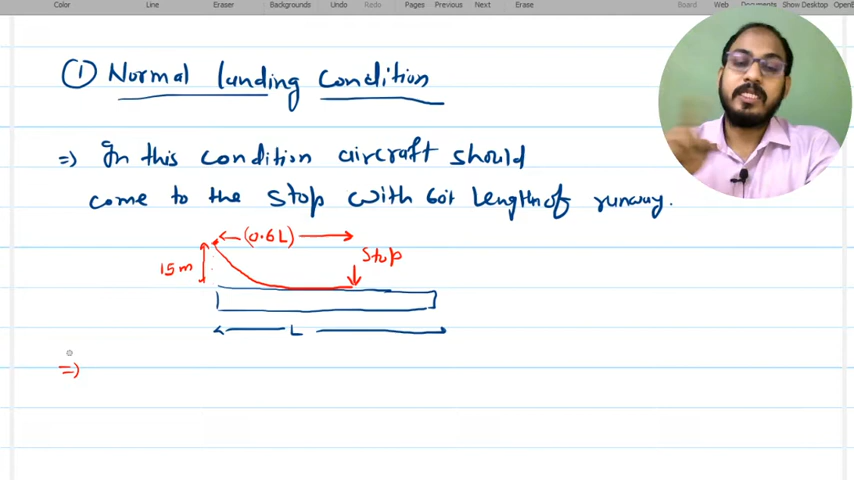 Color Line Eraser Backgrounds Undo Redo Pages Previous Next Erase Board Web Documents Show Desktop
① Normal landing Condition
=) In this condition aircraft should
come to the stop with 60% Length of runway.
(0.6L)
15m
Stop
L
=)